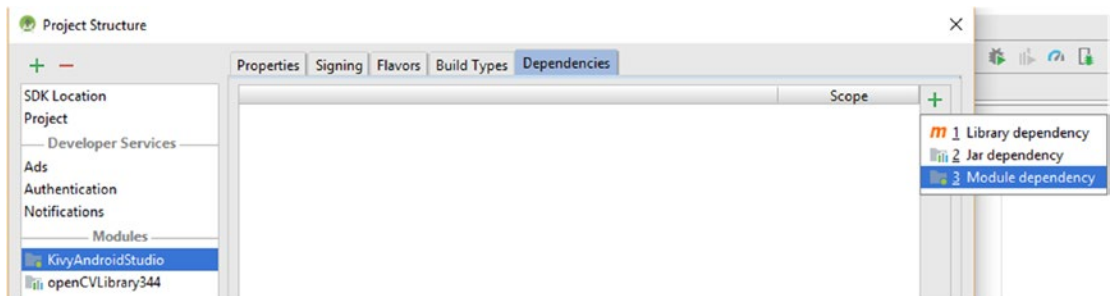 Project Structure
Properties Signing Flavors Build Types Dependencies
SDK Location
Project
Developer Services
Ads
Authentication
Notifications
Modules
KivyAndroidStudio
openCVLibrary344
Scope
m 1 Library dependency
2 Jar dependency
3 Module dependency